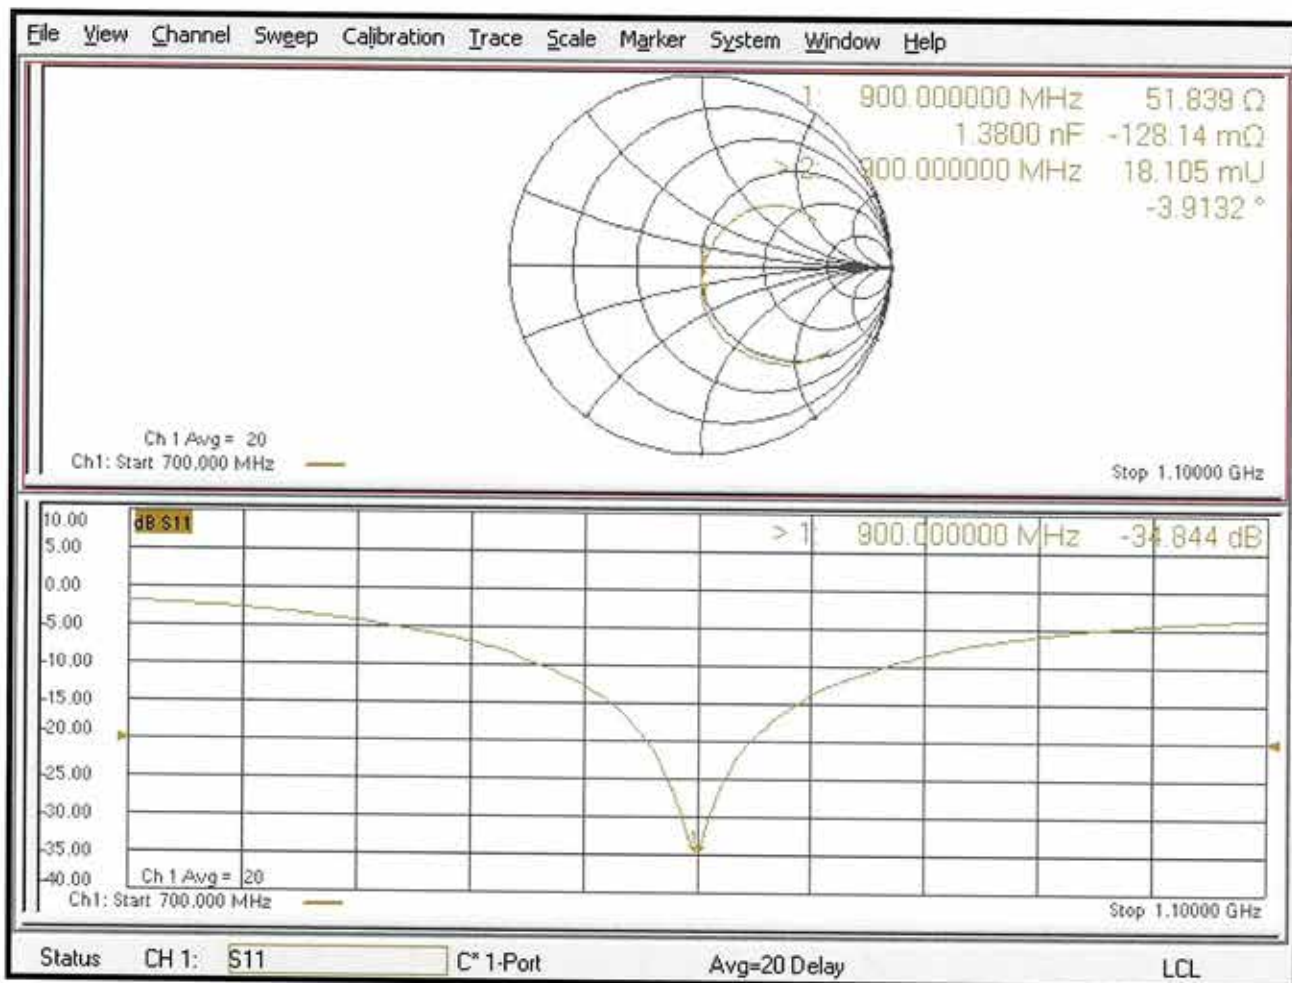 File View Channel Sweep Calibration Trace Scale Marker System Window Help
1: 900.000000 MHz 51.839 Ω
1.3800 nF -128.14 mΩ
> 2: 900.000000 MHz 18.105 mU
-3.9132 °
Ch 1 Avg = 20
Ch1: Start 700.000 MHz
Stop 1.10000 GHz
10.00
dB S11
> 1: 900.000000 MHz -34.844 dB
5.00
0.00
-5.00
-10.00
-15.00
-20.00
-25.00
-30.00
-35.00
-40.00
Ch 1 Avg = 20
Ch1: Start 700.000 MHz
Stop 1.10000 GHz
Status CH 1: S11 C* 1-Port Avg=20 Delay LCL